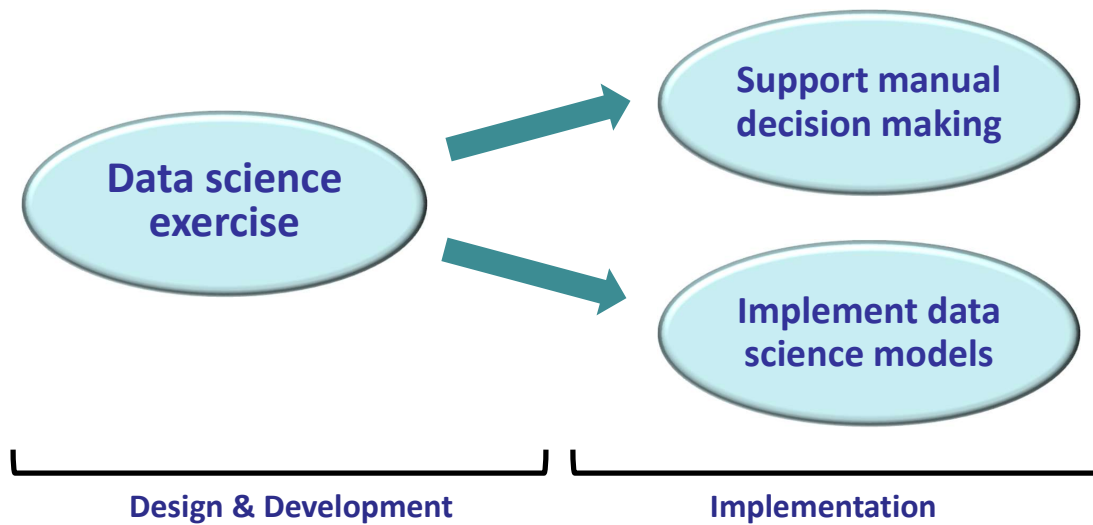 Data science
exercise
Support manual
decision making
Implement data
science models
Design & Development
Implementation